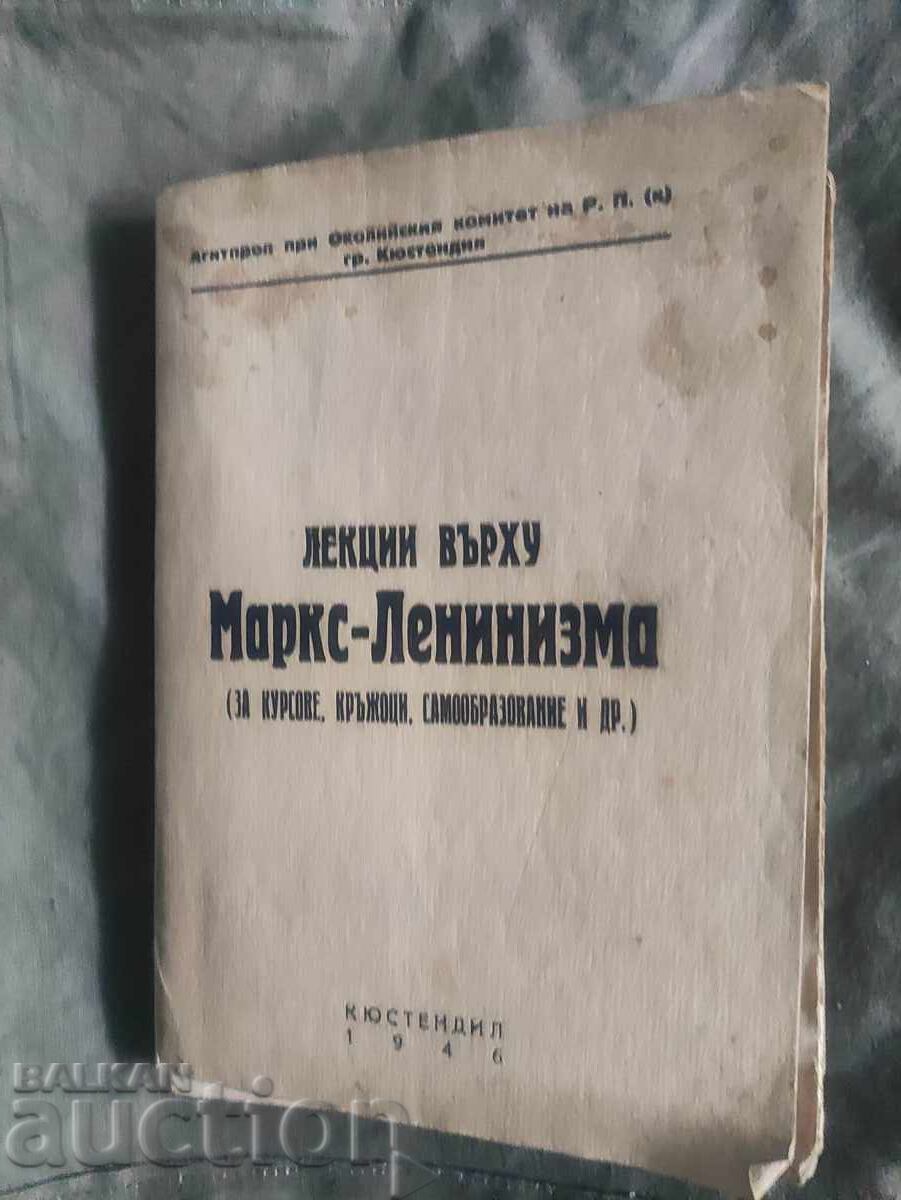 Агитпроп при Околийския комитет на Р. П. (к)
гр. Кюстендил
ЛЕКЦИИ ВЪРХУ
Маркс-Ленинизма
(ЗА КУРСОВЕ, КРЪЖОЦИ, САМООБРАЗОВАНИЕ И ДР.)
КЮСТЕНДИЛ
1946
BALKAN
auction